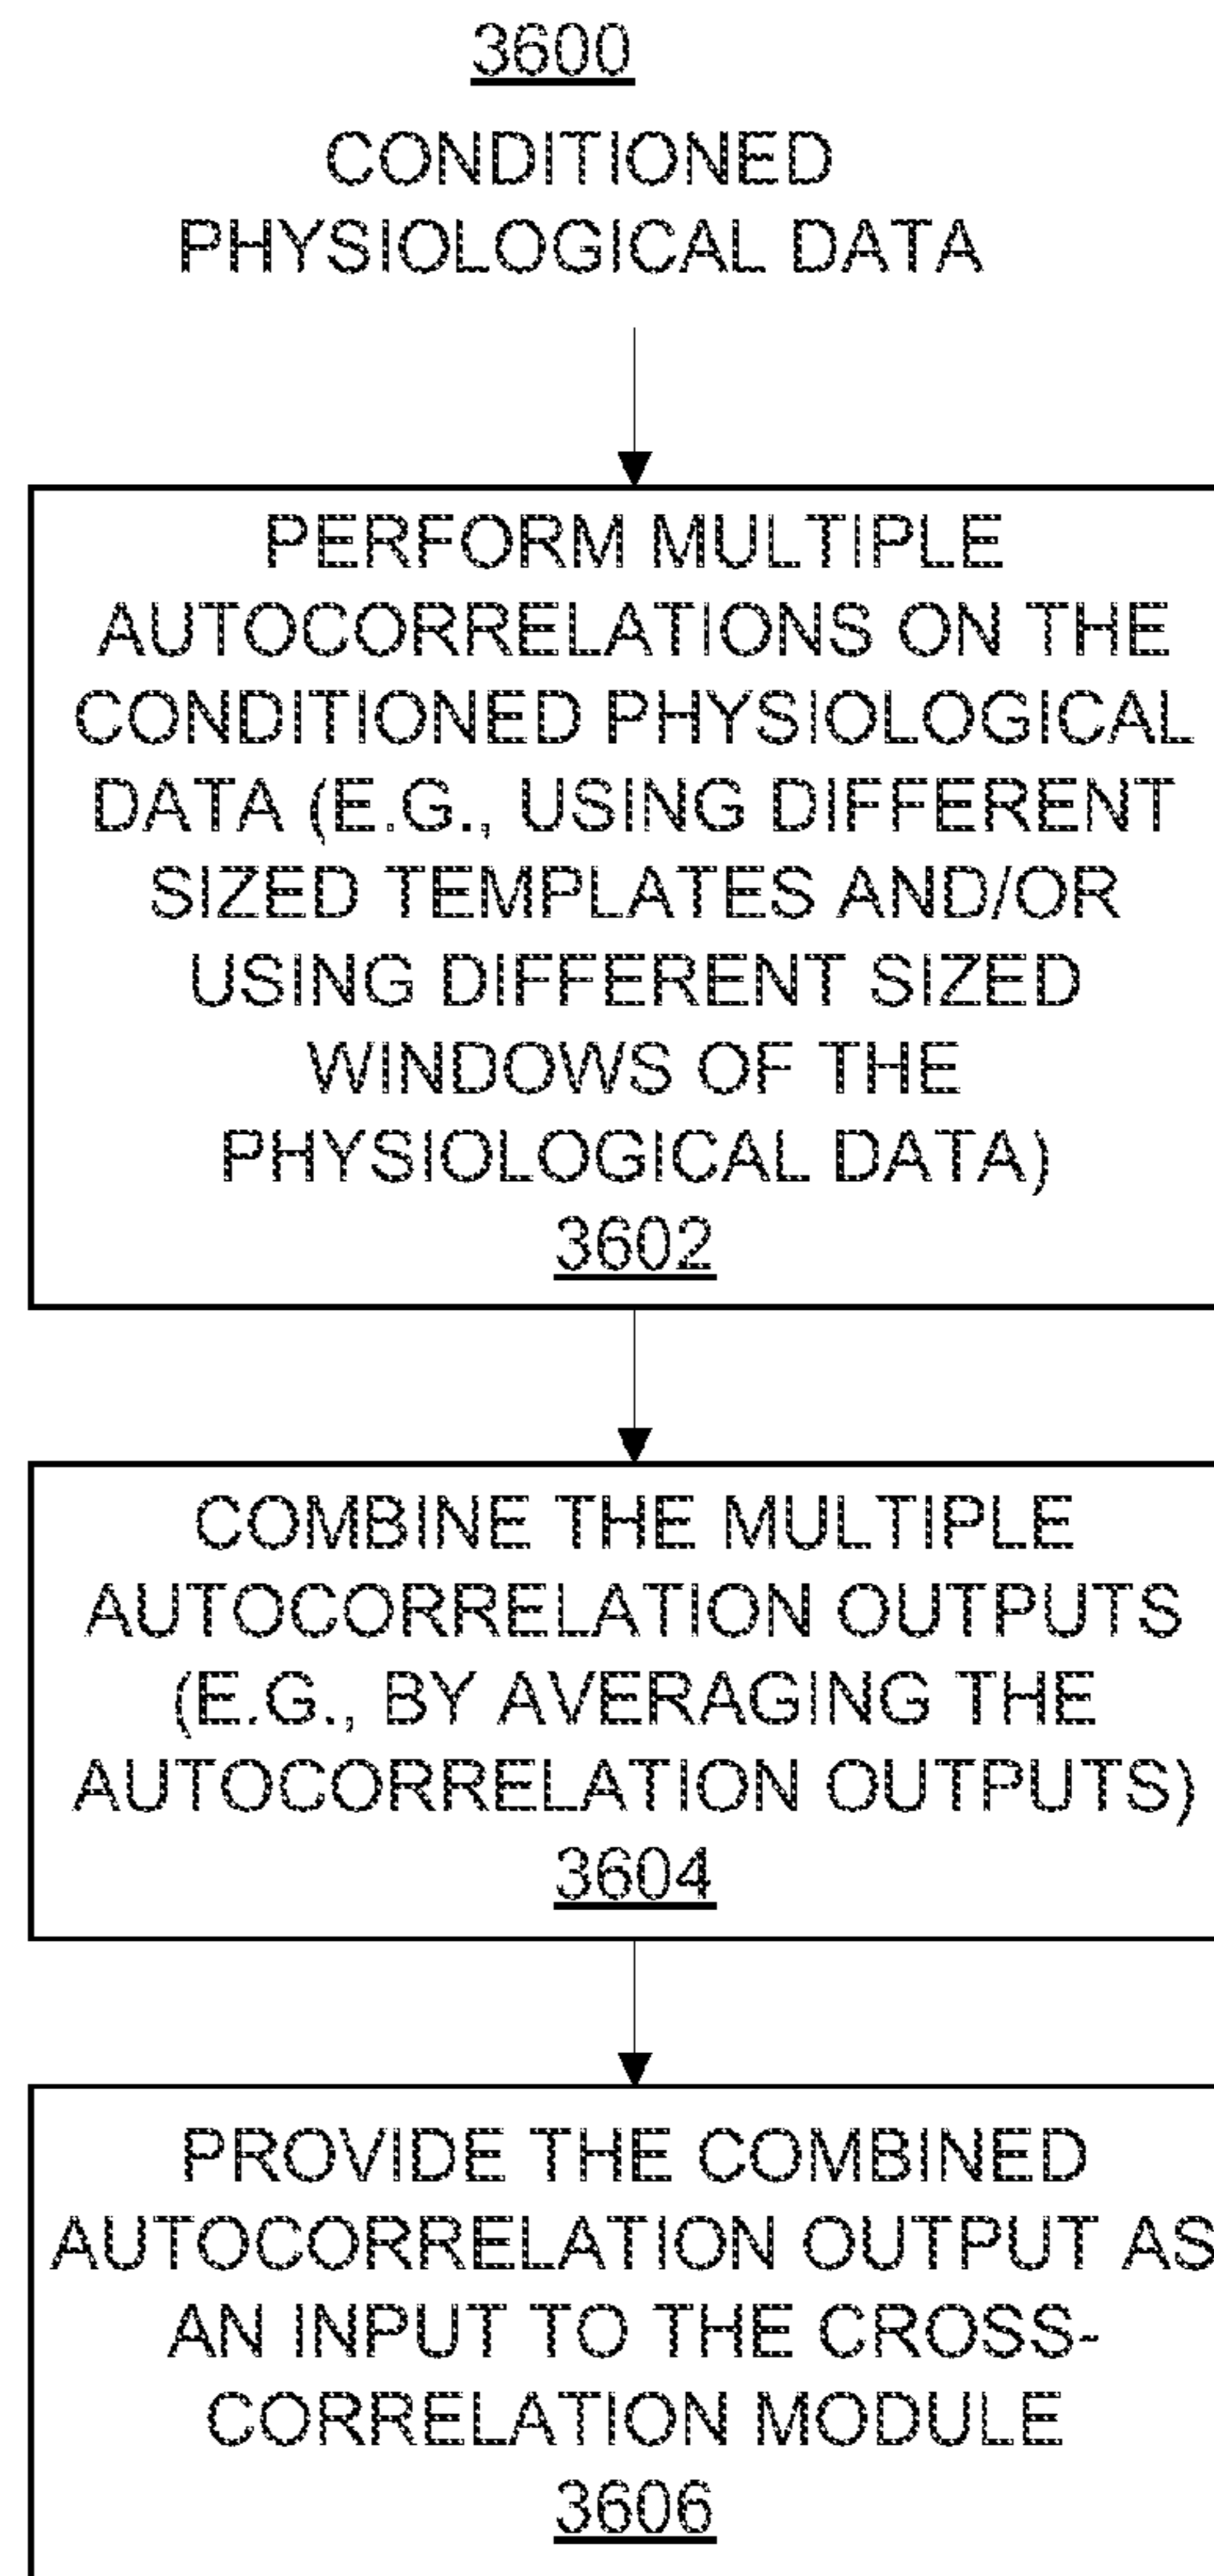 3600
CONDITIONED
PHYSIOLOGICAL DATA
PERFORM MULTIPLE
AUTOCORRELATIONS ON THE
CONDITIONED PHYSIOLOGICAL
DATA (E.G., USING DIFFERENT
SIZED TEMPLATES AND/OR
USING DIFFERENT SIZED
WINDOWS OF THE
PHYSIOLOGICAL DATA)
3602
COMBINE THE MULTIPLE
AUTOCORRELATION OUTPUTS
(E.G., BY AVERAGING THE
AUTOCORRELATION OUTPUTS)
3604
PROVIDE THE COMBINED
AUTOCORRELATION OUTPUT AS
AN INPUT TO THE CROSS-
CORRELATION MODULE
3606